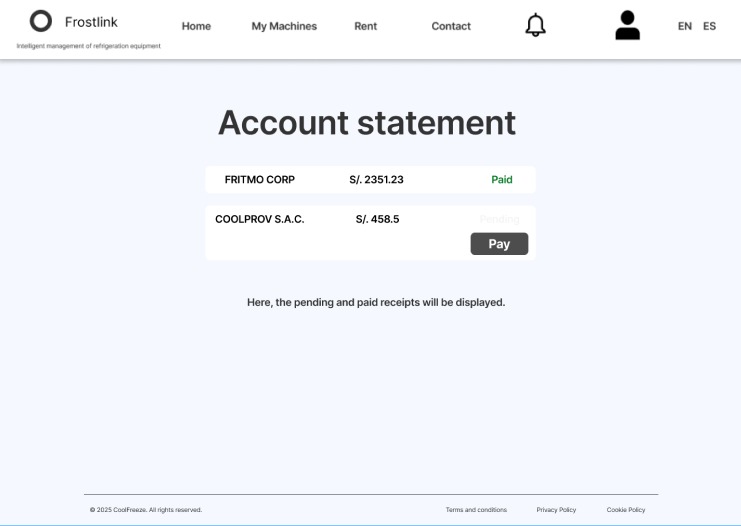 Frostlink
Intelligent management of refrigeration equipment
Home My Machines Rent Contact EN ES
Account statement
FRITMO CORP S/. 2351.23 Paid
COOLPROV S.A.C. S/. 458.5 Pending
Pay
Here, the pending and paid receipts will be displayed.
© 2025 CoolFreeze. All rights reserved. Terms and conditions Privacy Policy Cookie Policy